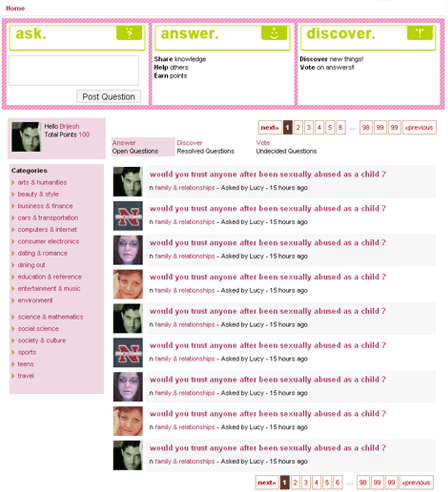 Home
ask.
answer.
discover.
Post Question
Share knowledge
Help others
Earn points
Discover new things!
Vote on answers!!
Hello Brijesh
Total Points 100
next» 1 2 3 4 5 6 .... 98 99 99 «previous
Answer
Open Questions
Discover
Resolved Questions
Vote
Undecided Questions
Categories
arts & humanities
beauty & style
business & finance
cars & transportation
computers & internet
consumer electronics
dating & romance
dining out
education & reference
entertainment & music
environment
science & mathematics
social science
society & culture
sports
teens
travel
would you trust anyone after been sexually abused as a child ?
n family & relationships - Asked by Lucy - 15 hours ago
N
would you trust anyone after been sexually abused as a child ?
n family & relationships - Asked by Lucy - 15 hours ago
would you trust anyone after been sexually abused as a child ?
n family & relationships - Asked by Lucy - 15 hours ago
would you trust anyone after been sexually abused as a child ?
n family & relationships - Asked by Lucy - 15 hours ago
would you trust anyone after been sexually abused as a child ?
n family & relationships - Asked by Lucy - 15 hours ago
N
would you trust anyone after been sexually abused as a child ?
n family & relationships - Asked by Lucy - 15 hours ago
would you trust anyone after been sexually abused as a child ?
n family & relationships - Asked by Lucy - 15 hours ago
would you trust anyone after been sexually abused as a child ?
n family & relationships - Asked by Lucy - 15 hours ago
would you trust anyone after been sexually abused as a child ?
n family & relationships - Asked by Lucy - 15 hours ago
next» 1 2 3 4 5 6 .... 98 99 99 «previous